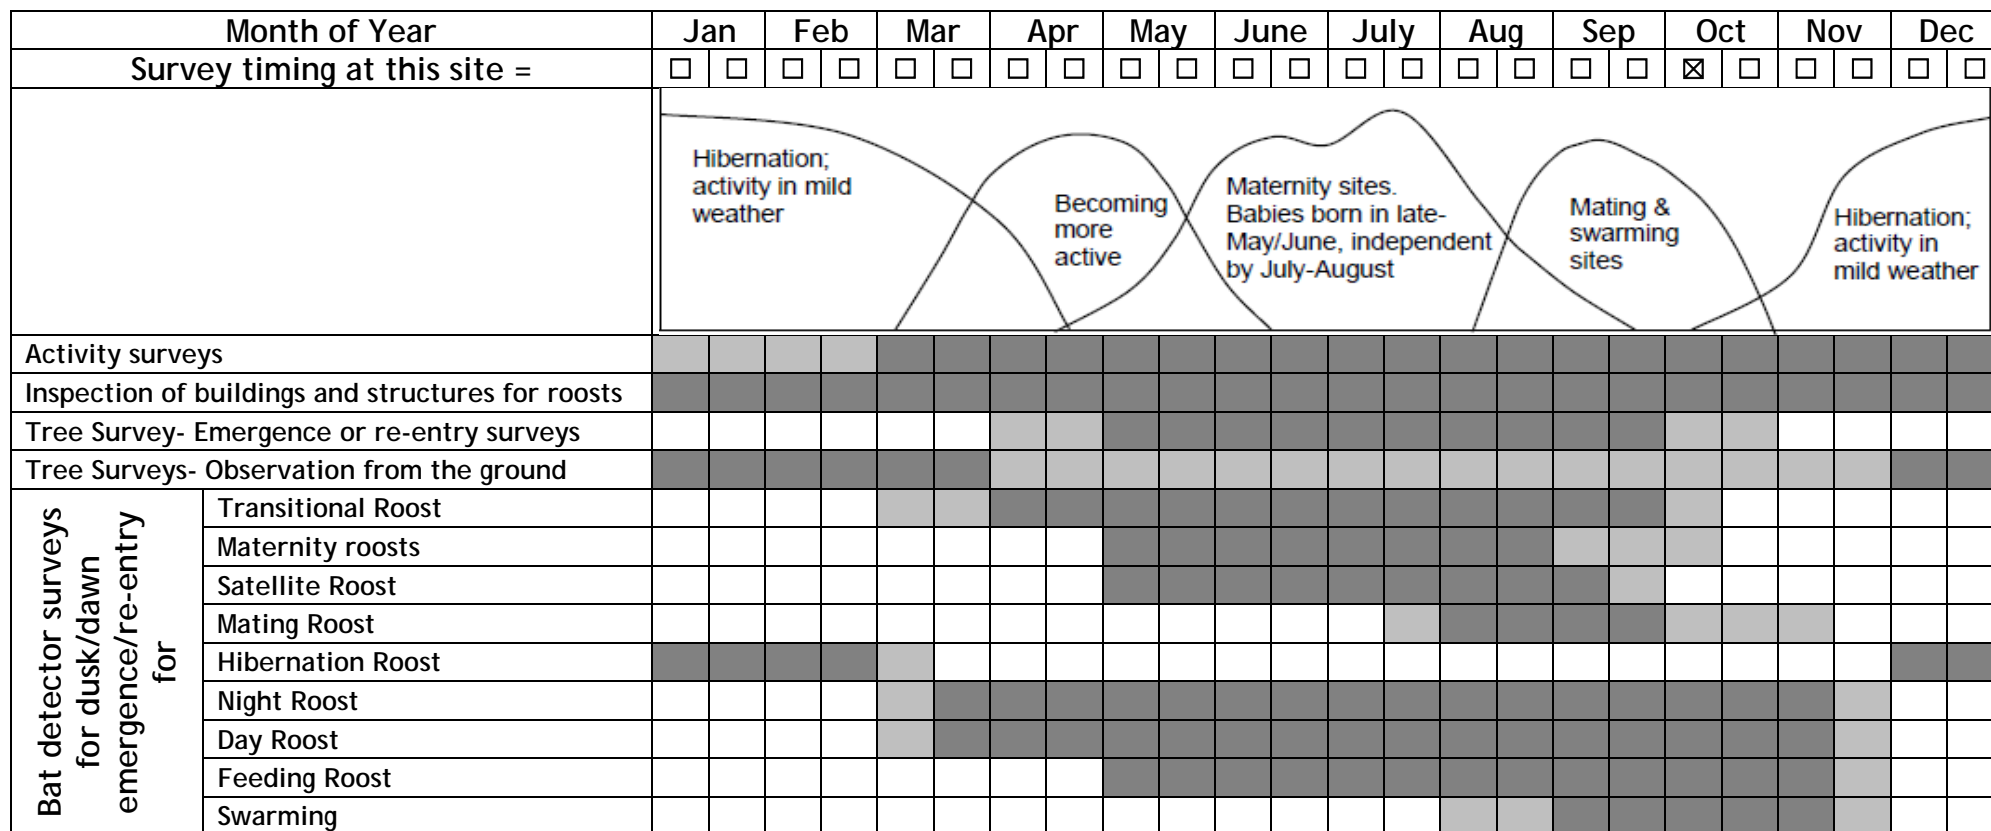 Month of Year Jan Feb Mar Apr May June July Aug Sep Oct Nov Dec
Survey timing at this site = ☐ ☐ ☐ ☐ ☐ ☐ ☐ ☐ ☐ ☐ ☐ ☐ ☐ ☐ ☐ ☐ ☐ ☐ ☒ ☐ ☐ ☐ ☐ ☐
Hibernation;
activity in mild
weather
Becoming
more
active
Maternity sites.
Babies born in late-
May/June, independent
by July-August
Mating &
swarming
sites
Hibernation;
activity in
mild weather
Activity surveys
Inspection of buildings and structures for roosts
Tree Survey- Emergence or re-entry surveys
Tree Surveys- Observation from the ground
Bat detector surveys
for dusk/dawn
emergence/re-entry
for
Transitional Roost
Maternity roosts
Satellite Roost
Mating Roost
Hibernation Roost
Night Roost
Day Roost
Feeding Roost
Swarming